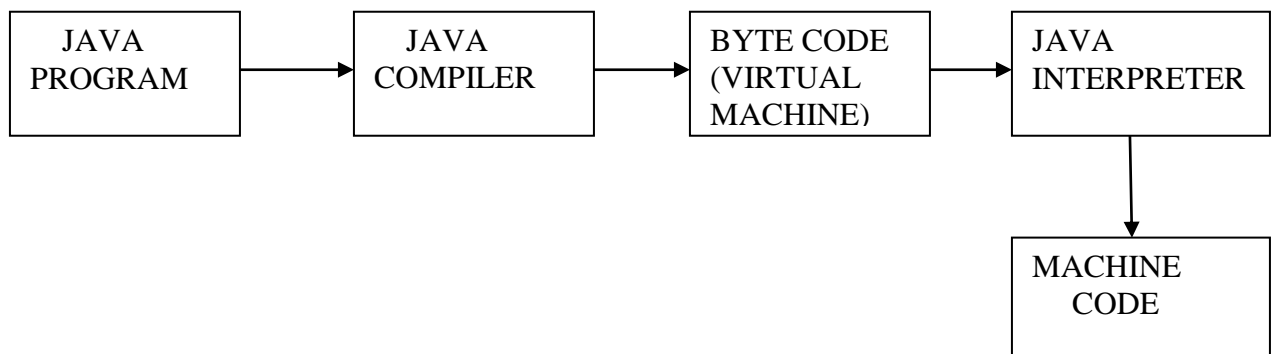 JAVA
PROGRAM
JAVA
COMPILER
BYTE CODE
(VIRTUAL
MACHINE)
JAVA
INTERPRETER
MACHINE
CODE